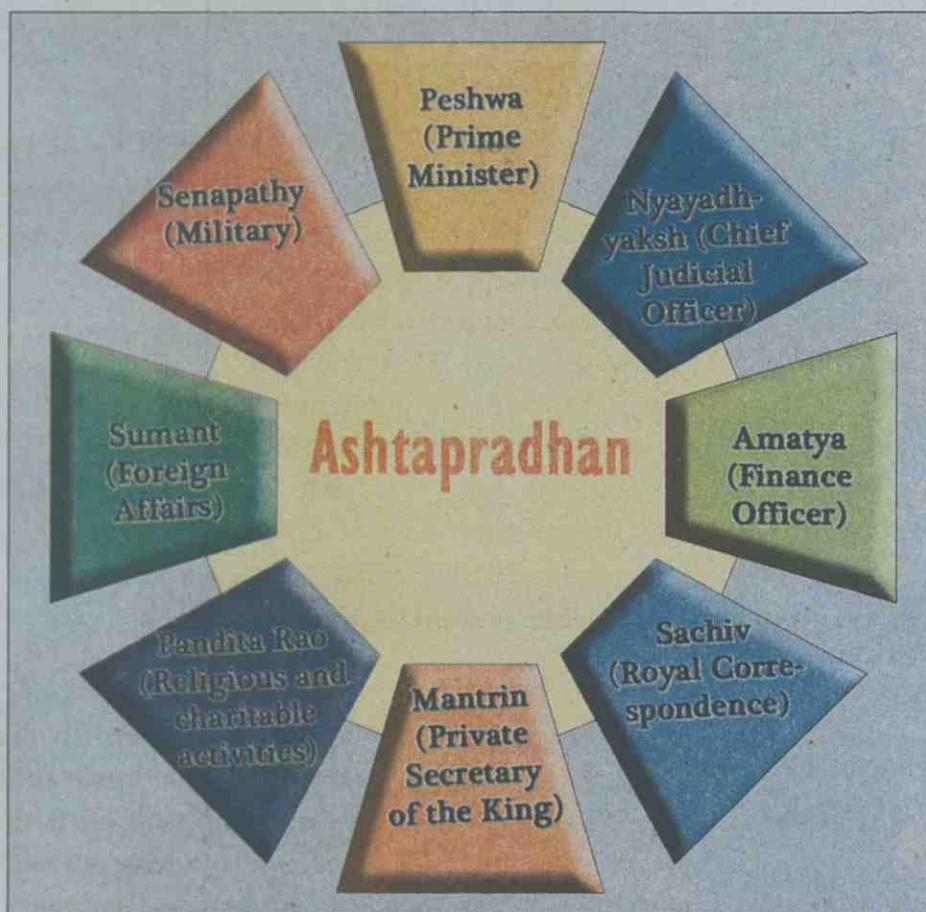 Peshwa
(Prime
Minister)
Nyayadh-
yaksh (Chief
Judicial
Officer)
Amatya
(Finance
Officer)
Sachiv
(Royal Corre-
spondence)
Mantrin
(Private
Secretary
of the King)
Pandita Rao
(Religious and
charitable
activities)
Sumant
(Foreign
Affairs)
Senapathy
(Military)
Ashtapradhan